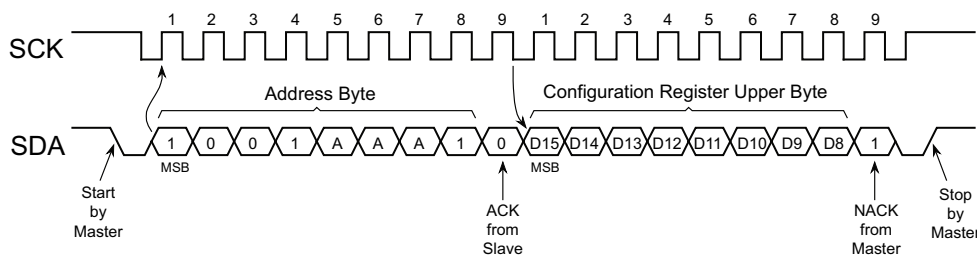 1 2 3 4 5 6 7 8 9 1 2 3 4 5 6 7 8 9
SCK
Address Byte
Configuration Register Upper Byte
SDA
1 0 0 1 A A A 1 0 D15 D14 D13 D12 D11 D10 D9 D8 1
MSB
MSB
Start
by
Master
ACK
from
Slave
NACK
from
Master
Stop
by
Master